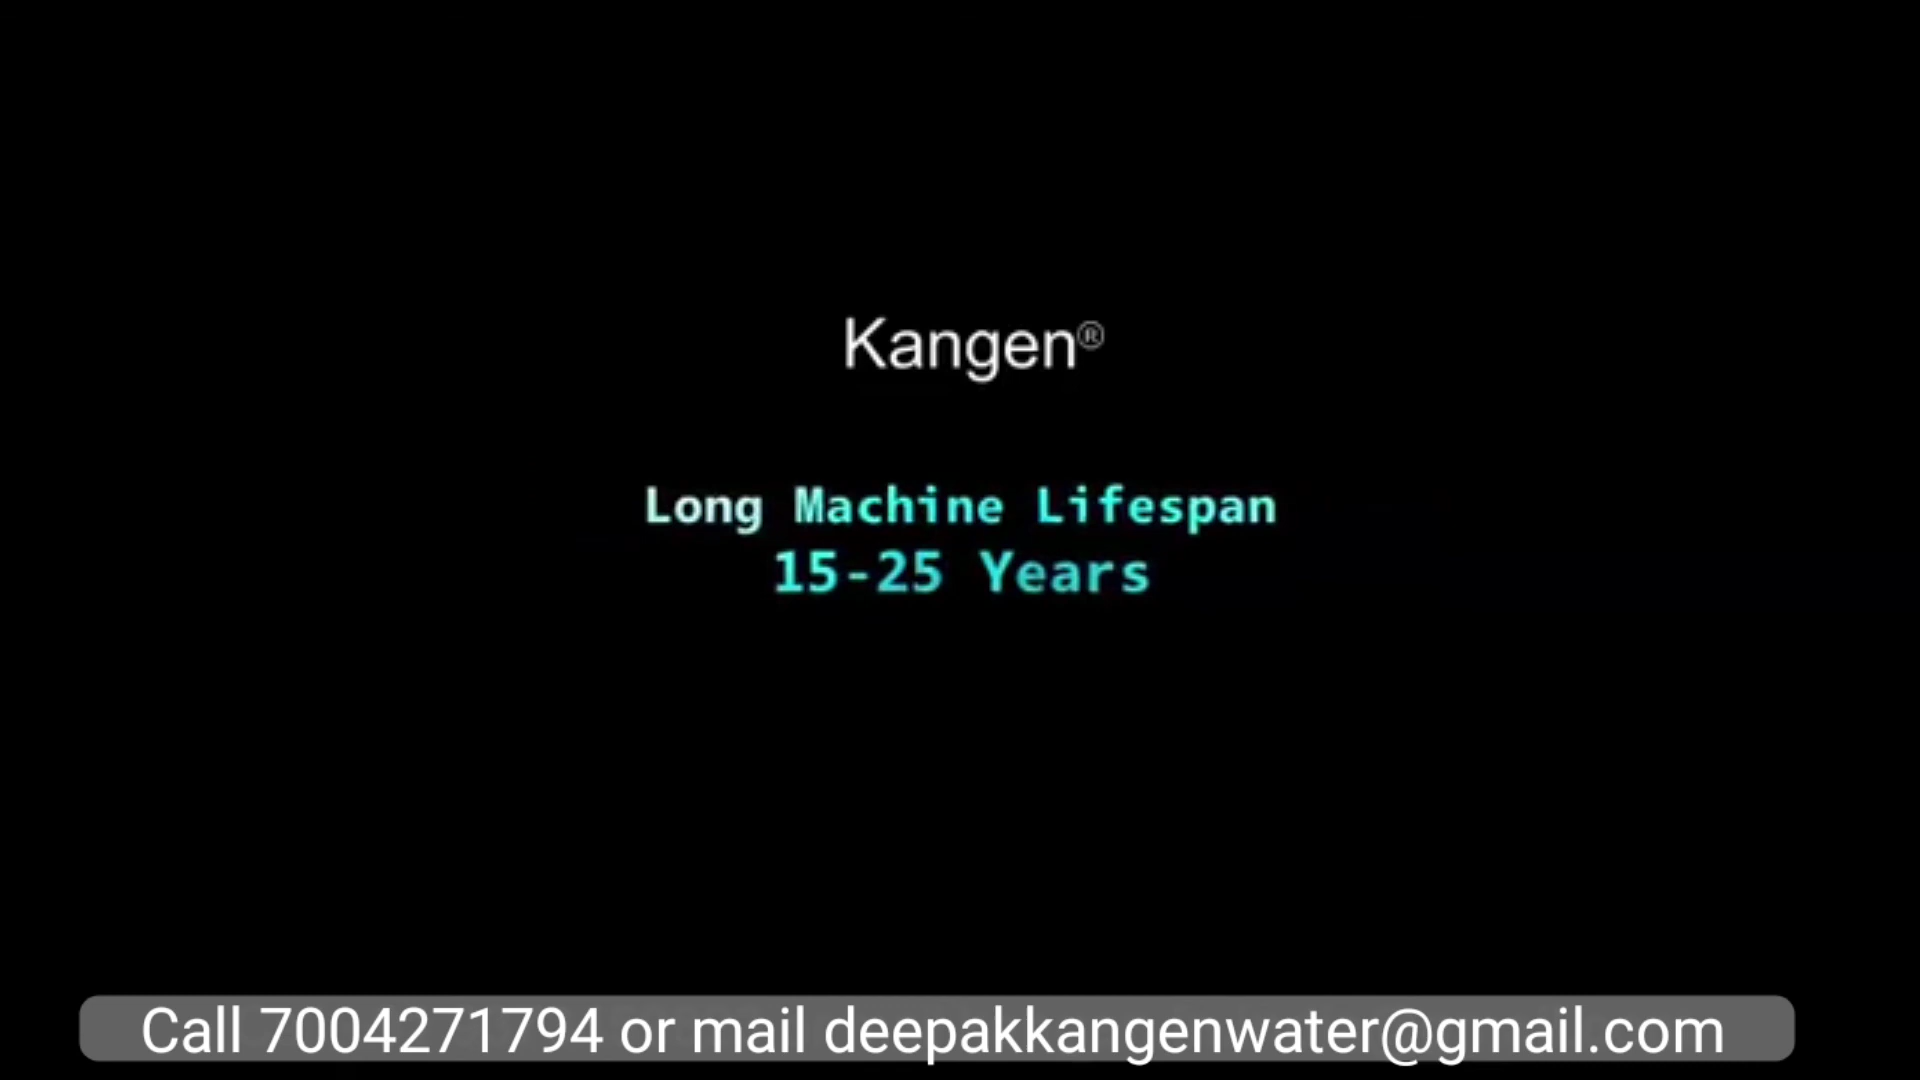 Kangen®
Long Machine Lifespan
15-25 Years
Call 7004271794 or mail deepakkangenwater@gmail.com